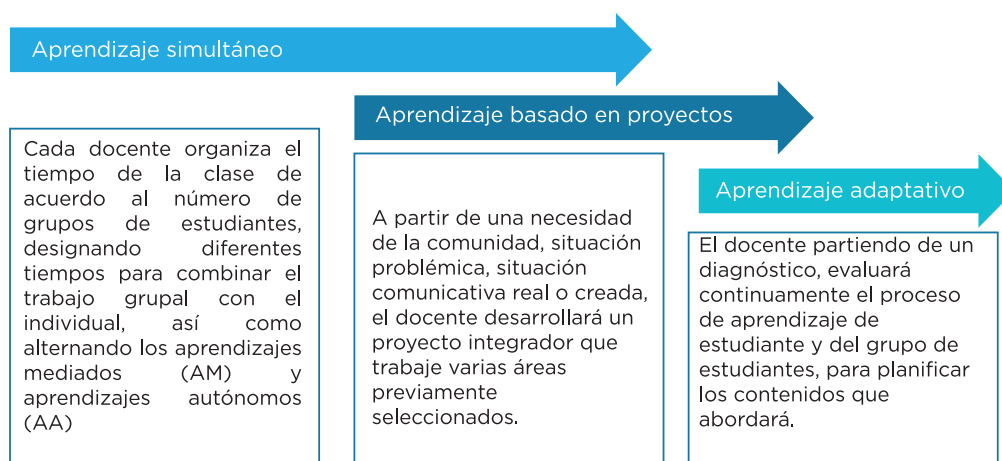 Aprendizaje simultáneo
Cada docente organiza el
tiempo de la clase de
acuerdo al número de
grupos de estudiantes,
designando diferentes
tiempos para combinar el
trabajo grupal con el
individual, así como
alternando los aprendizajes
mediados (AM) y
aprendizajes autónomos
(AA)
Aprendizaje basado en proyectos
A partir de una necesidad
de la comunidad, situación
problémica, situación
comunicativa real o creada,
el docente desarrollará un
proyecto integrador que
trabaje varias áreas
previamente
seleccionados.
Aprendizaje adaptativo
El docente partiendo de un
diagnóstico, evaluará
continuamente el proceso
de aprendizaje de
estudiante y del grupo de
estudiantes, para planificar
los contenidos que
abordará.